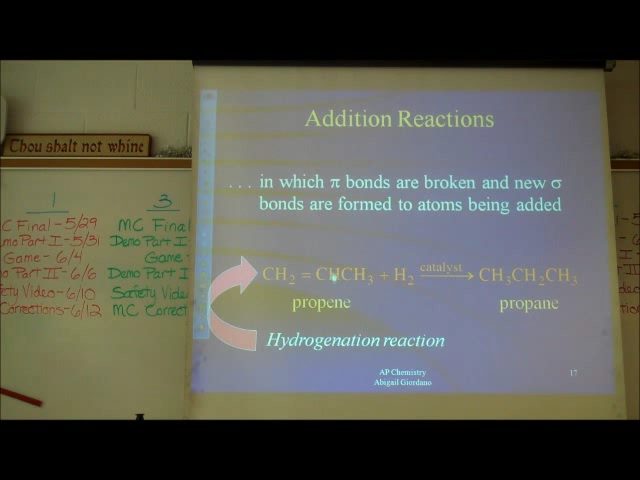 Thou shalt not whine
1
C Final - 5/29
mo Part I - 5/31
Game - 6/4
Part II - 6/6
fety Video - 6/10
Corrections - 6/12
3
MC Final
Demo Part I
Game
Demo Part I
Safety Vide
MC Correct
Addition Reactions
. . . in which π bonds are broken and new σ
bonds are formed to atoms being added
CH₂ = CHCH₃ + H₂ catalyst → CH₃CH₂CH₃
propene propane
Hydrogenation reaction
AP Chemistry
Abigail Giordano
17